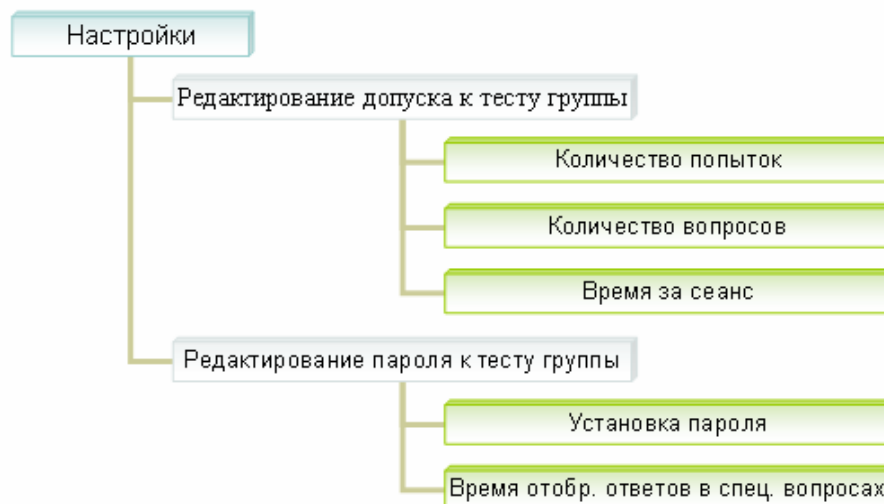 Настройки
Редактирование допуска к тесту группы
Количество попыток
Количество вопросов
Время за сеанс
Редактирование пароля к тесту группы
Установка пароля
Время отобр. ответов в спец. вопросах